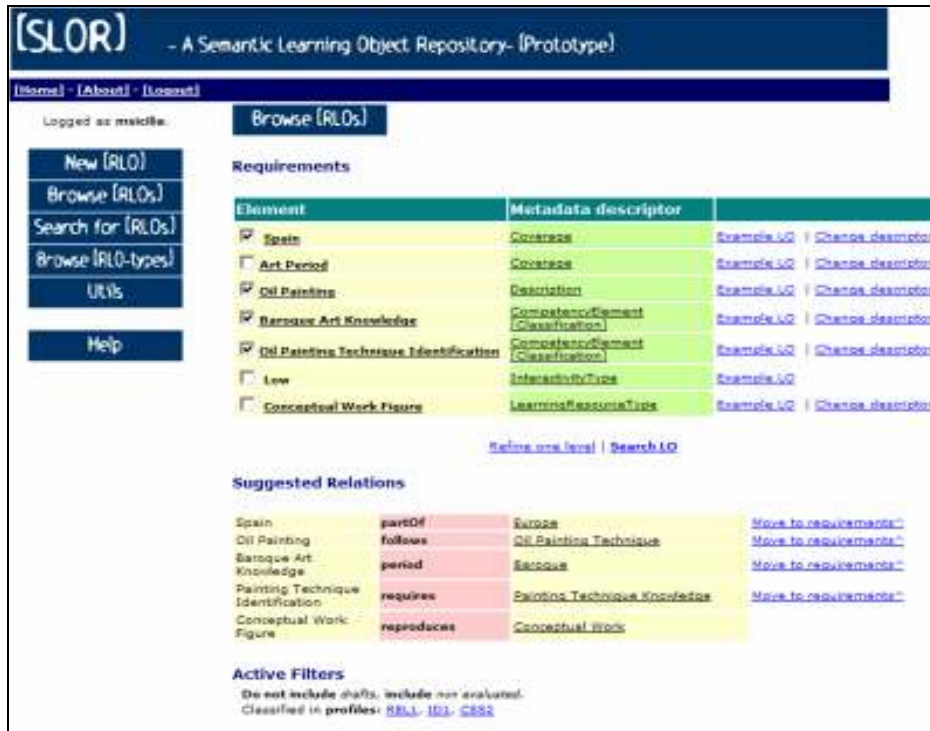 [SLOR] - A Semantic Learning Object Repository- [Prototype]
[Home] - [About] - [Logout]
Logged as msicilia.
Browse [RLOs]
New [RLO]
Browse [RLOs]
Search for [RLOs]
Browse [RLO-types]
Utils
Help
Requirements
Element Metadata descriptor
Spain Coverage Example LO | Change descriptor
Art Period Coverage Example LO | Change descriptor
Oil Painting Description Example LO | Change descriptor
Baroque Art Knowledge CompetencyElement [Classification] Example LO | Change descriptor
Oil Painting Technique Identification CompetencyElement [Classification] Example LO | Change descriptor
Low InteractivityType Example LO
Conceptual Work Figure LearningResourceType Example LO | Change descriptor
Refine one level | Search LO
Suggested Relations
Spain partOf Europe Move to requirements^
Oil Painting follows Oil Painting Technique Move to requirements^
Baroque Art Knowledge period Baroque Move to requirements^
Painting Technique Identification requires Painting Technique Knowledge Move to requirements^
Conceptual Work Figure reproduces Conceptual Work
Active Filters
Do not include drafts, include non evaluated.
Classified in profiles: REL1, ID1, CSS2